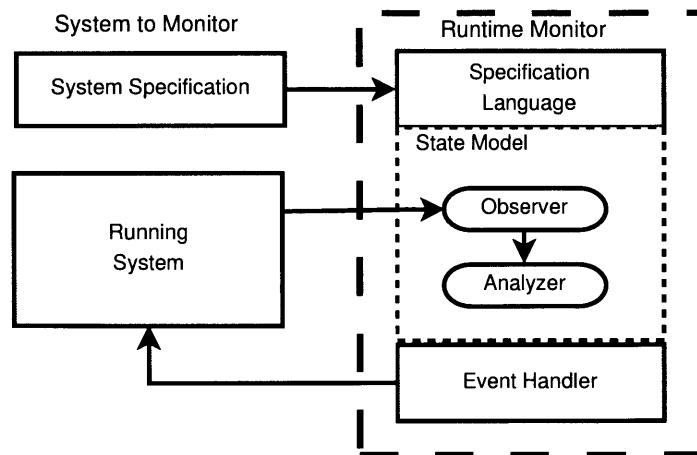 System to Monitor
Runtime Monitor
System Specification
Specification
Language
State Model
Running
System
Observer
Analyzer
Event Handler